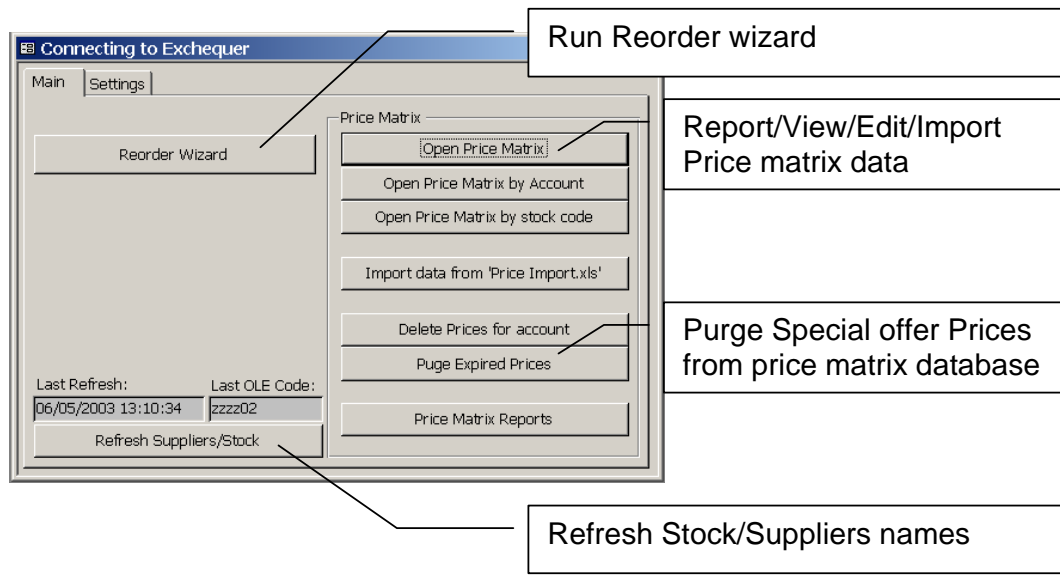 Run Reorder wizard
Connecting to Exchequer
Main
Settings
Price Matrix
Report/View/Edit/Import
Price matrix data
Reorder Wizard
Open Price Matrix
Open Price Matrix by Account
Open Price Matrix by stock code
Import data from 'Price Import.xls'
Delete Prices for account
Puge Expired Prices
Purge Special offer Prices
from price matrix database
Last Refresh:
Last OLE Code:
06/05/2003 13:10:34
zzzz02
Price Matrix Reports
Refresh Suppliers/Stock
Refresh Stock/Suppliers names